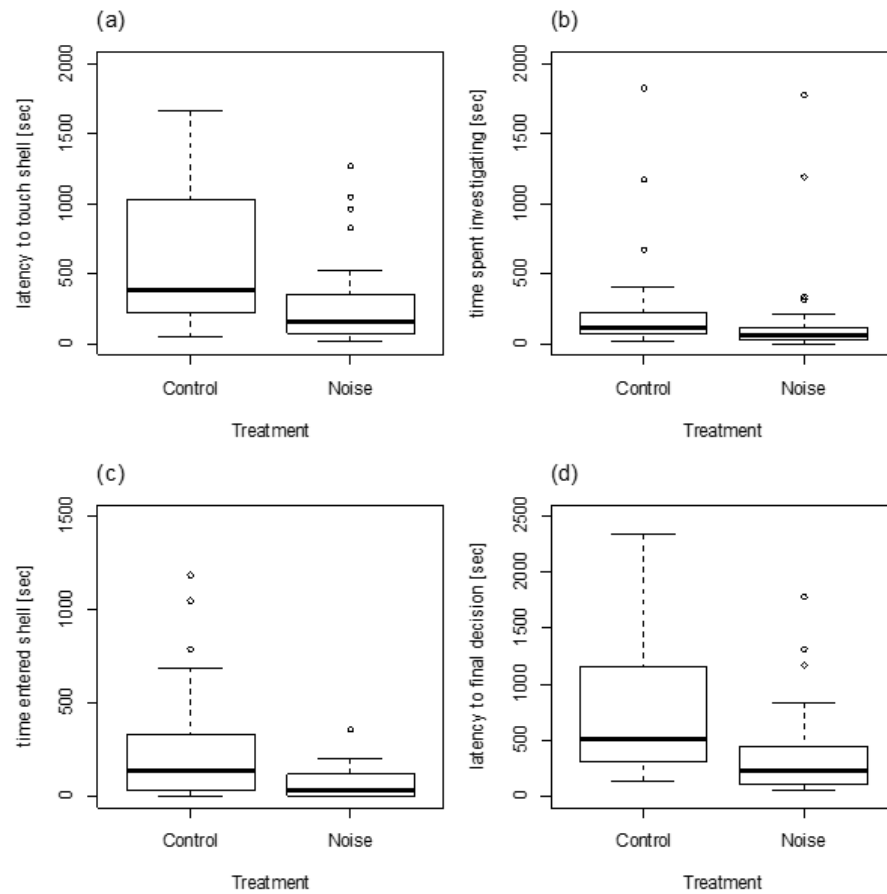 (a)
latency to touch shell [sec]
2000
1500
1000
500
0
Control Noise
Treatment
(b)
time spent investigating [sec]
2000
1500
1000
500
0
Control Noise
Treatment
(c)
time entered shell [sec]
1500
1000
500
0
Control Noise
Treatment
(d)
latency to final decision [sec]
2500
2000
1500
1000
500
0
Control Noise
Treatment